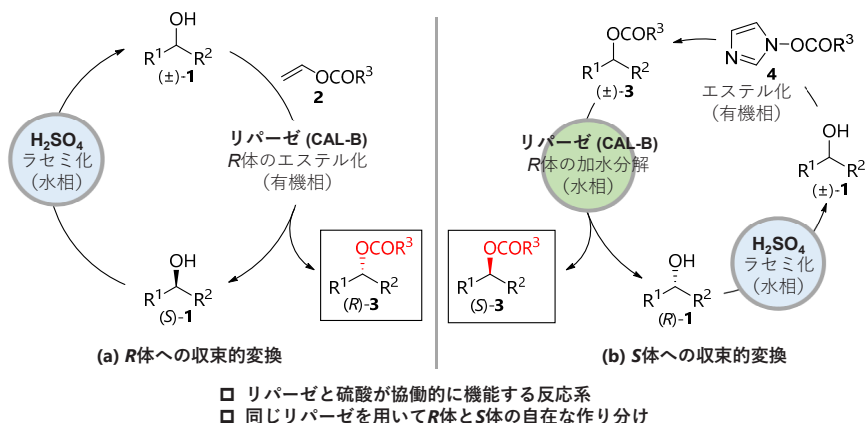 OH
R¹ R²
(±)-1
OCOR³
2
H₂SO₄
ラセミ化
(水相)
リパーゼ (CAL-B)
R体のエステル化
(有機相)
OH
R¹ R²
(S)-1
OCOR³
R¹ R²
(R)-3
(a) R体への収束的変換
OCOR³
R¹ R²
(±)-3
N N–OCOR³
4
エステル化
(有機相)
リパーゼ (CAL-B)
R体の加水分解
(水相)
OH
R¹ R²
(±)-1
H₂SO₄
ラセミ化
(水相)
OCOR³
R¹ R²
(S)-3
OH
R¹ R²
(R)-1
(b) S体への収束的変換
リパーゼと硫酸が協働的に機能する反応系
同じリパーゼを用いてR体とS体の自在な作り分け